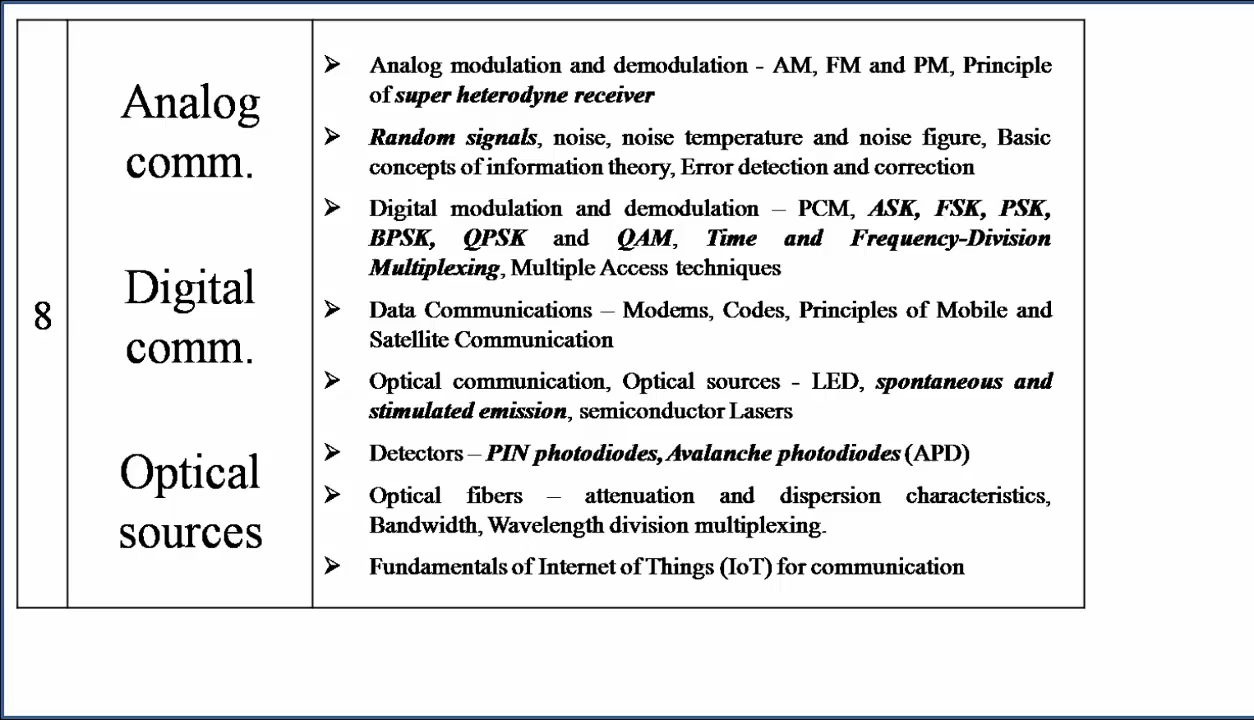 8
Analog
comm.
Digital
comm.
Optical
sources
➢ Analog modulation and demodulation - AM, FM and PM, Principle
of super heterodyne receiver
➢ Random signals, noise, noise temperature and noise figure, Basic
concepts of information theory, Error detection and correction
➢ Digital modulation and demodulation – PCM, ASK, FSK, PSK,
BPSK, QPSK and QAM, Time and Frequency-Division
Multiplexing, Multiple Access techniques
➢ Data Communications – Modems, Codes, Principles of Mobile and
Satellite Communication
➢ Optical communication, Optical sources - LED, spontaneous and
stimulated emission, semiconductor Lasers
➢ Detectors – PIN photodiodes, Avalanche photodiodes (APD)
➢ Optical fibers – attenuation and dispersion characteristics,
Bandwidth, Wavelength division multiplexing.
➢ Fundamentals of Internet of Things (IoT) for communication